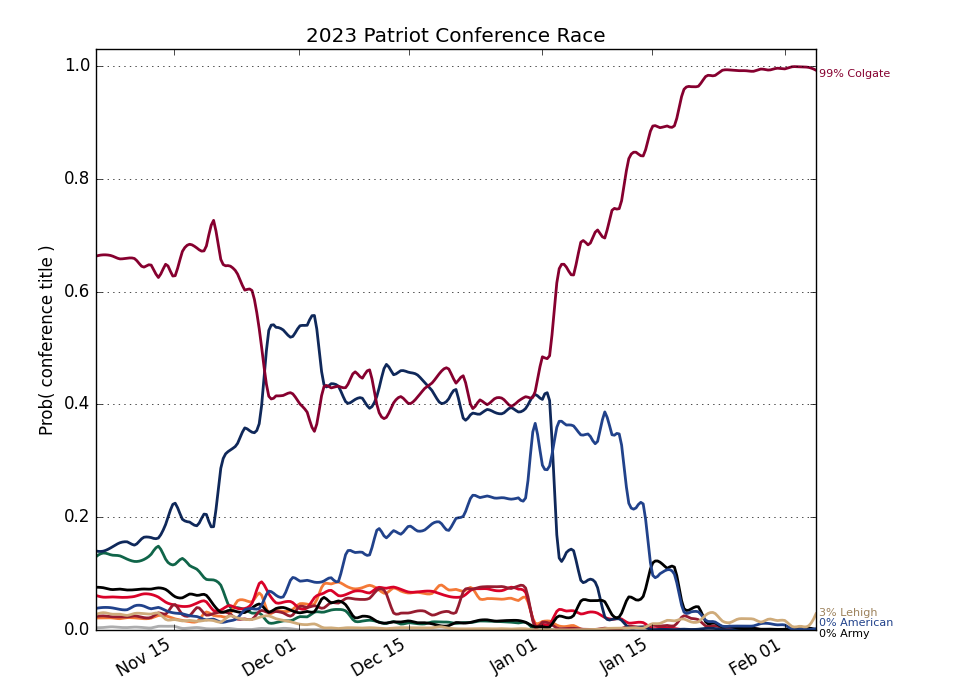 2023 Patriot Conference Race
Prob( conference title )
1.0
0.8
0.6
0.4
0.2
0.0
99% Colgate
3% Lehigh
0% American
0% Army
Nov 15
Dec 01
Dec 15
Jan 01
Jan 15
Feb 01